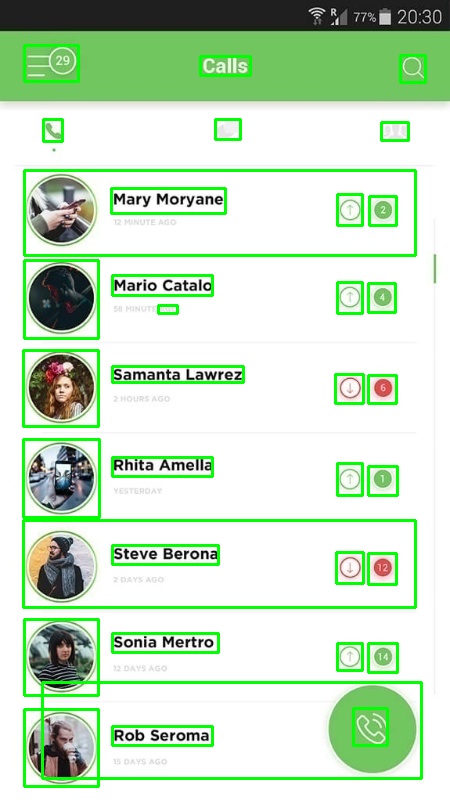 R 77% 20:30
29 Calls
Mary Moryane 2
12 MINUTE AGO
Mario Catalo 4
56 MINUTE
Samanta Lawrez 6
2 HOURS AGO
Rhita Amella 1
YESTERDAY
Steve Berona 12
2 DAYS AGO
Sonia Mertro 14
12 DAYS AGO
Rob Seroma
15 DAYS AGO